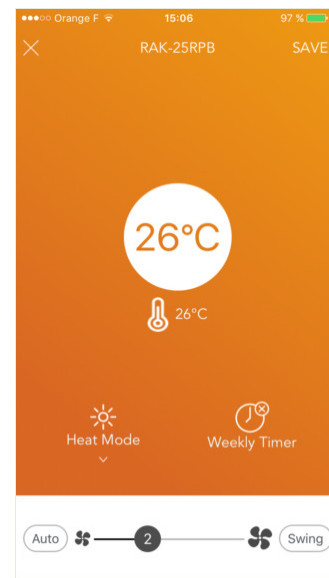 Orange F 15:06 97 %
RAK-25RPB SAVE
26°C
26°C
Heat Mode Weekly Timer
Auto 2 Swing